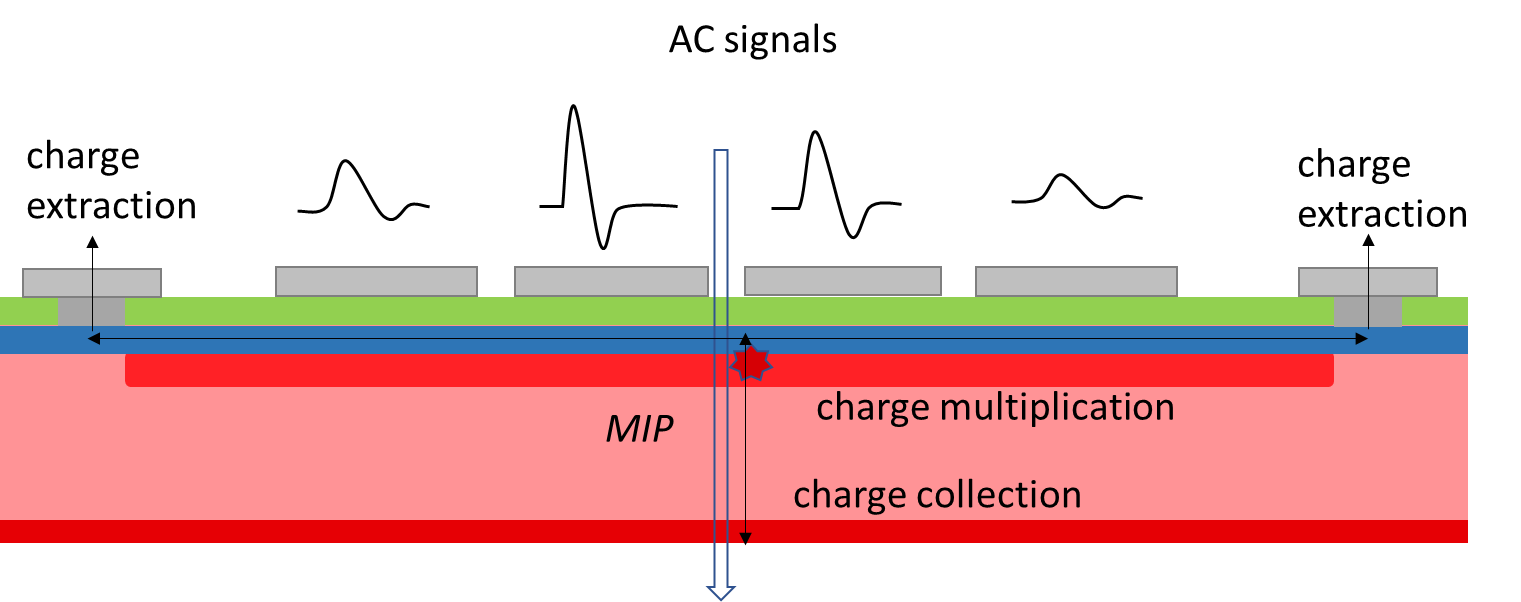 AC signals
charge
extraction
charge
extraction
MIP
charge multiplication
charge collection